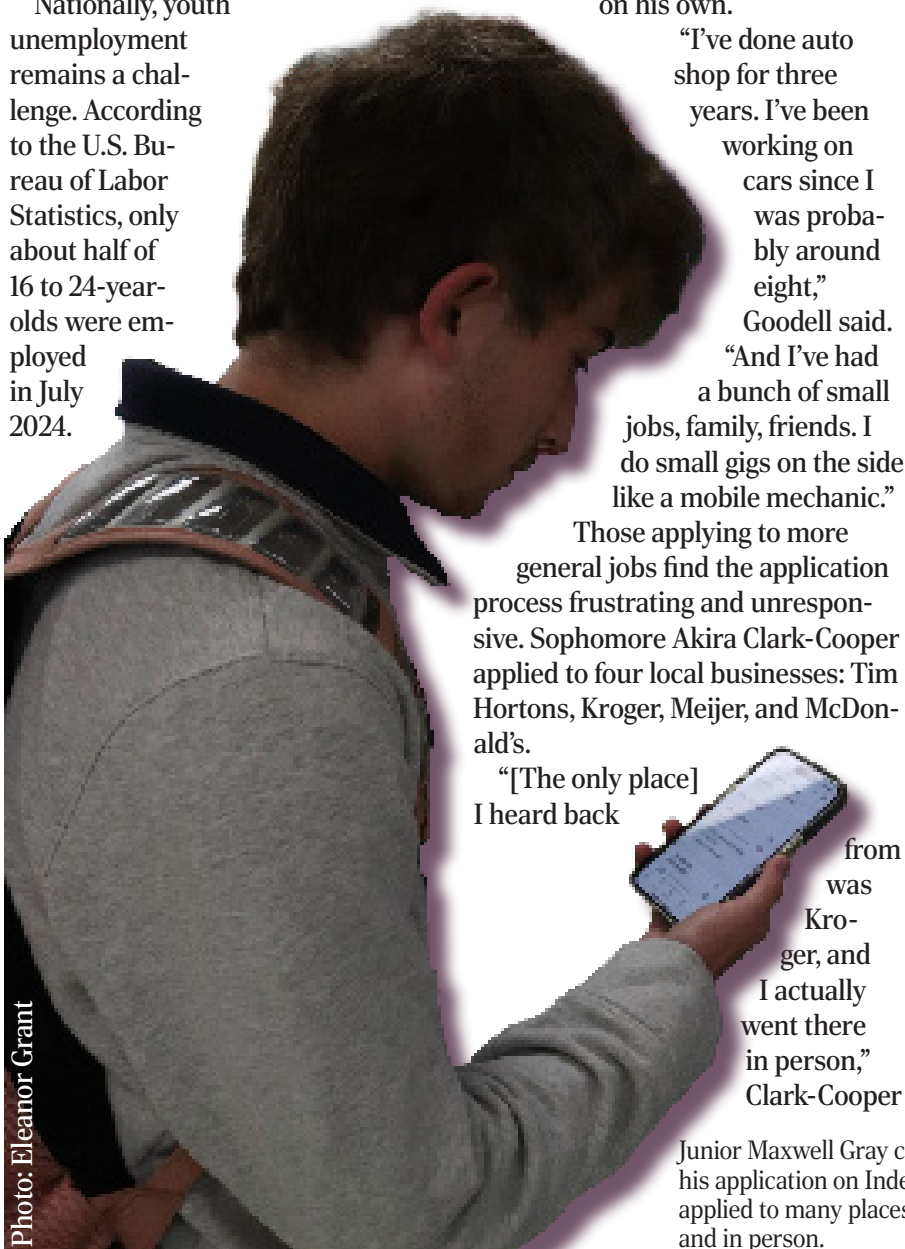 Nationally, youth
unemployment
remains a chal-
lenge. According
to the U.S. Bu-
reau of Labor
Statistics, only
about half of
16 to 24-year-
olds were em-
ployed
in July
2024.
on his own.
“I’ve done auto
shop for three
years. I’ve been
working on
cars since I
was proba-
bly around
eight,”
Goodell said.
“And I’ve had
a bunch of small
jobs, family, friends. I
do small gigs on the side
like a mobile mechanic.”
Those applying to more
general jobs find the application
process frustrating and unrespon-
sive. Sophomore Akira Clark-Cooper
applied to four local businesses: Tim
Hortons, Kroger, Meijer, and McDon-
ald’s.
“[The only place]
I heard back
from
was
Kro-
ger, and
I actually
went there
in person,”
Clark-Cooper
Junior Maxwell Gray
his application on
applied to many places
and in person.
Photo: Eleanor Grant